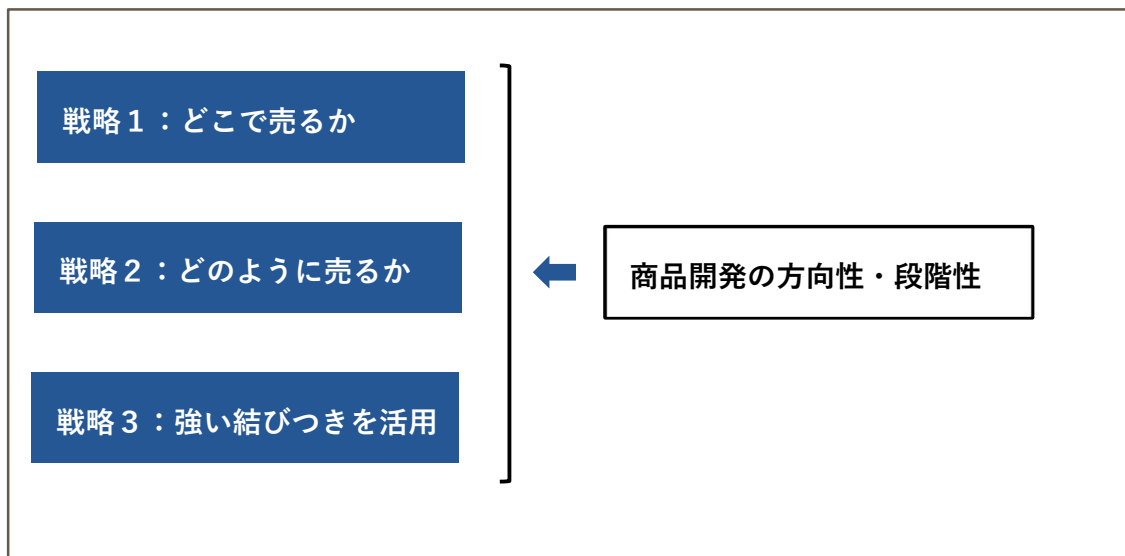 戦略１：どこで売るか
戦略２：どのように売るか
商品開発の方向性・段階性
戦略３：強い結びつきを活用